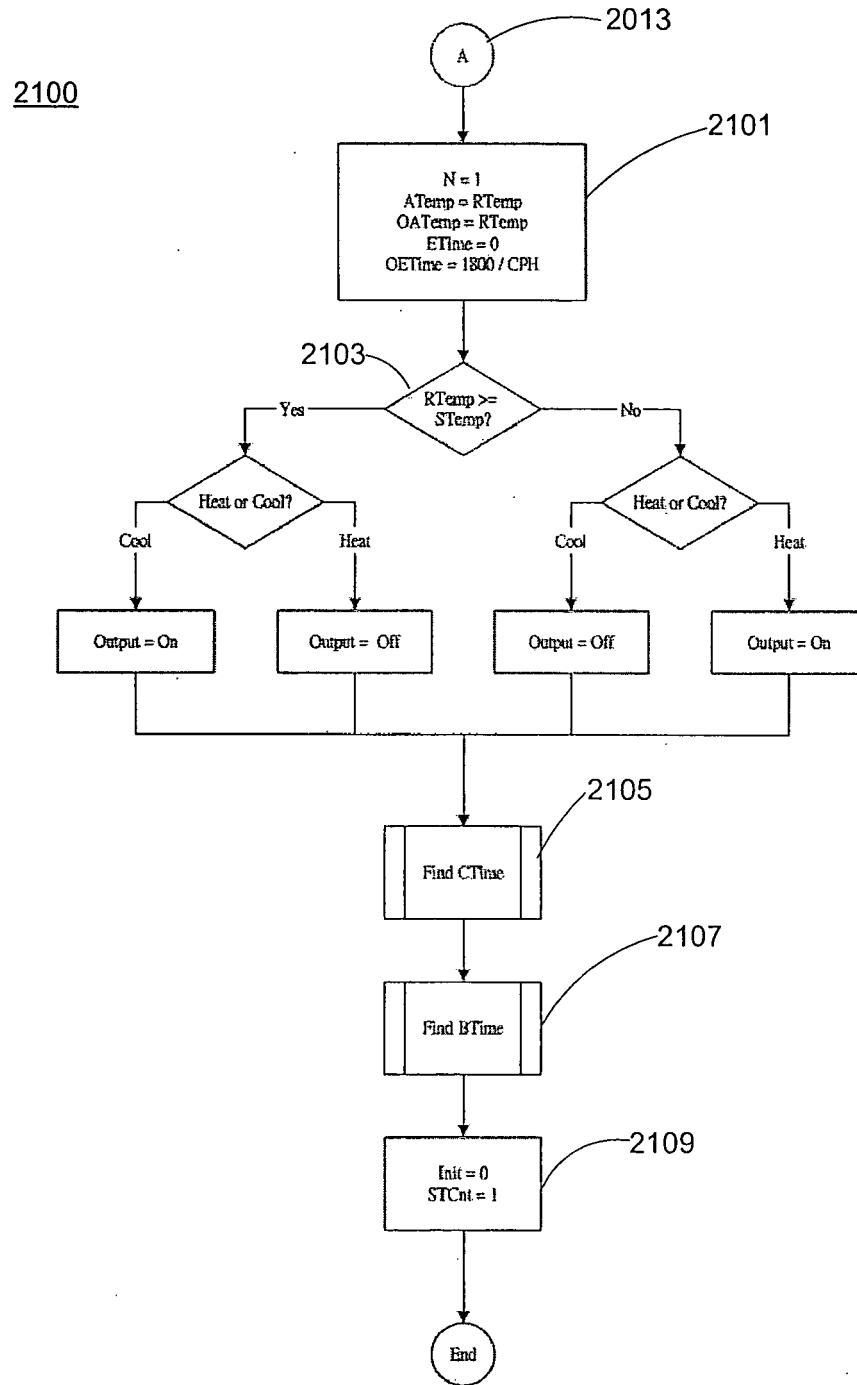 2013
A
2100
2101
N = 1
ATemp = RTemp
OATemp = RTemp
ETime = 0
OETime = 1800 / CPH
2103
RTemp >=
STemp?
Yes
No
Heat or Cool?
Heat or Cool?
Cool
Heat
Cool
Heat
Output = On
Output = Off
Output = Off
Output = On
2105
Find CTime
2107
Find BTime
2109
Init = 0
STCnt = 1
End